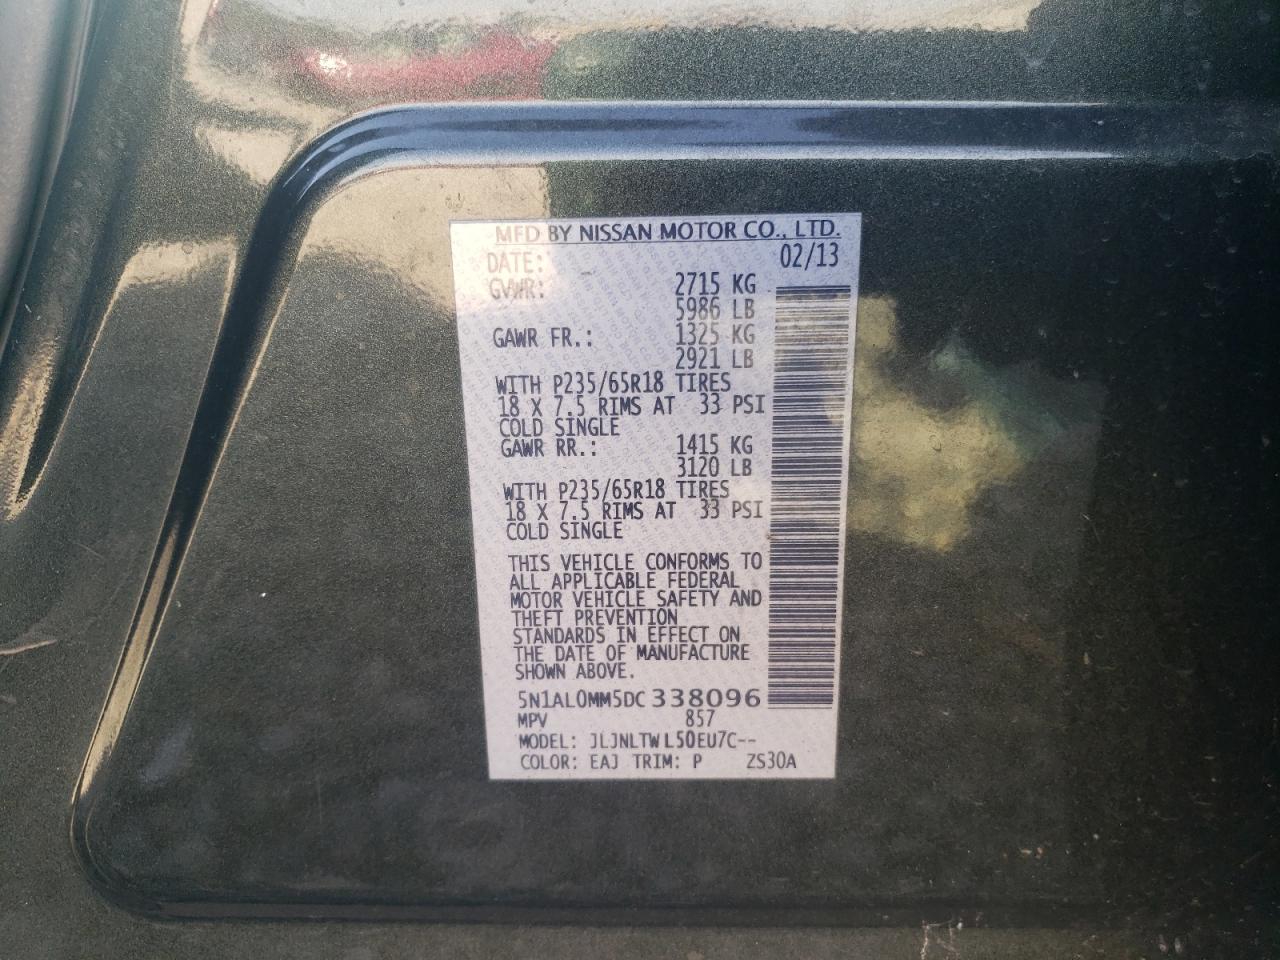 MFD BY NISSAN MOTOR CO., LTD.
DATE: 02/13
GVWR: 2715 KG
5986 LB
GAWR FR.: 1325 KG
2921 LB
WITH P235/65R18 TIRES
18 X 7.5 RIMS AT 33 PSI
COLD SINGLE
GAWR RR.: 1415 KG
3120 LB
WITH P235/65R18 TIRES
18 X 7.5 RIMS AT 33 PSI
COLD SINGLE
THIS VEHICLE CONFORMS TO
ALL APPLICABLE FEDERAL
MOTOR VEHICLE SAFETY AND
THEFT PREVENTION
STANDARDS IN EFFECT ON
THE DATE OF MANUFACTURE
SHOWN ABOVE.
5N1AL0MM5DC338096
MPV 857
MODEL: JLJNLTWL50EU7C--
COLOR: EAJ TRIM: P ZS30A